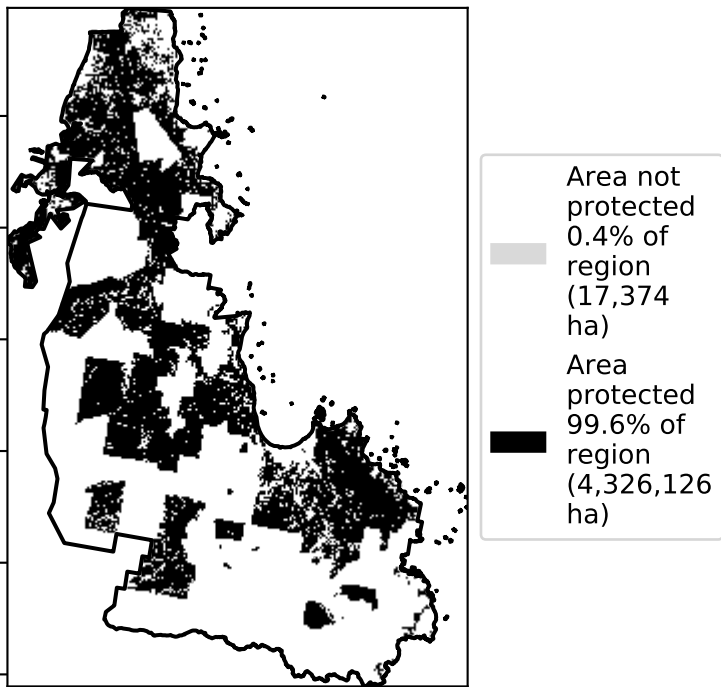 Area not
protected
0.4% of
region
(17,374
ha)
Area
protected
99.6% of
region
(4,326,126
ha)